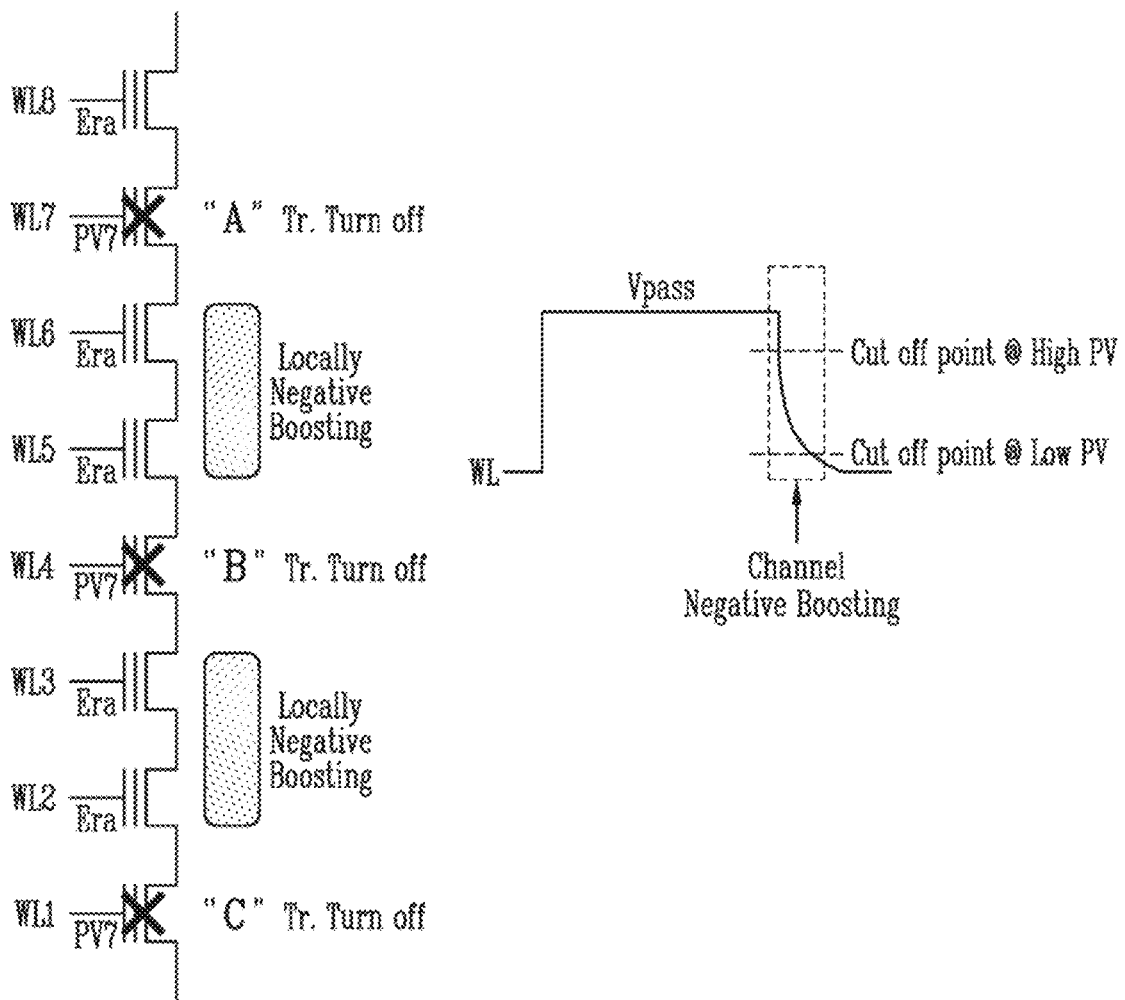 WL8
Era
WL7
PV7
"A" Tr. Turn off
WL6
Era
Locally
Negative
Boosting
WL5
Era
WL4
PV7
"B" Tr. Turn off
WL3
Era
Locally
Negative
Boosting
WL2
Era
WL1
PV7
"C" Tr. Turn off
Vpass
Cut off point @ High PV
WL
Cut off point @ Low PV
Channel
Negative Boosting